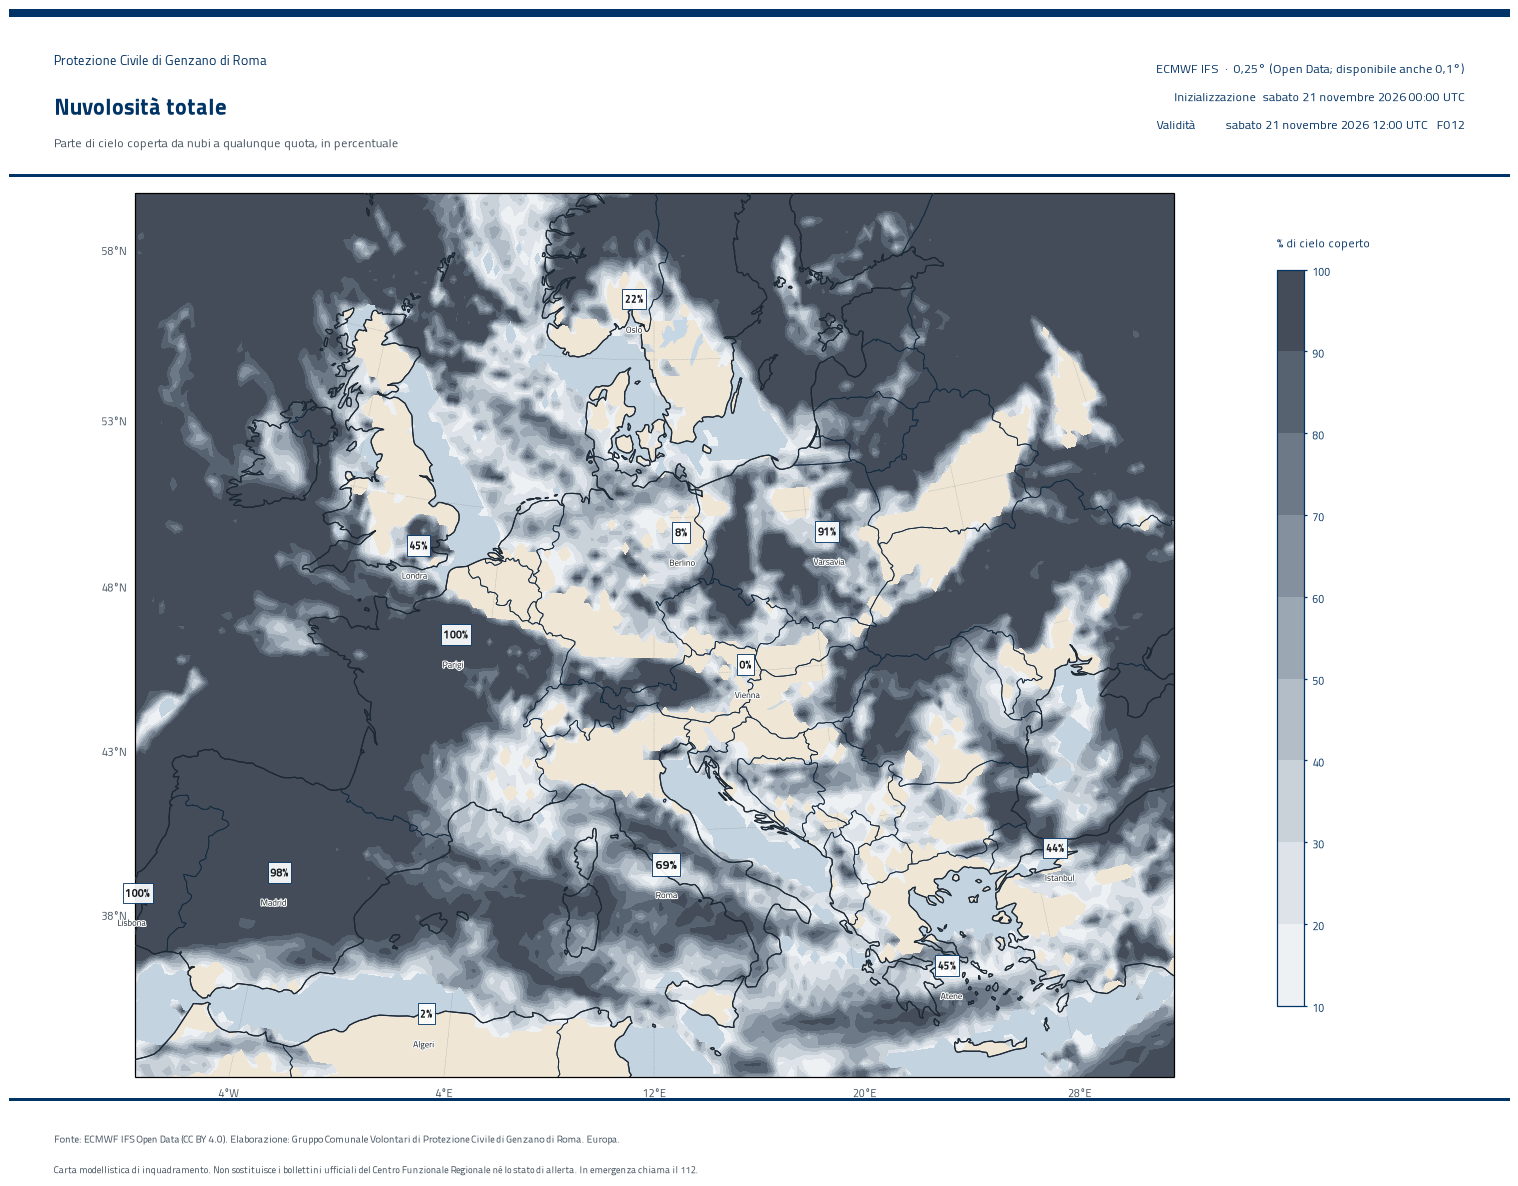 Protezione Civile di Genzano di Roma
Nuvolosità totale
Parte di cielo coperta da nubi a qualunque quota, in percentuale
ECMWF IFS · 0,25° (Open Data; disponibile anche 0,1°)
Inizializzazione sabato 21 novembre 2026 00:00 UTC
Validità sabato 21 novembre 2026 12:00 UTC F012
58°N
53°N
48°N
43°N
38°N
22%
Oslo
45%
Londra
8%
Berlino
91%
Varsavia
100%
Parigi
0%
Vienna
44%
Istanbul
69%
Roma
98%
Madrid
100%
Lisbona
45%
Atene
2%
Algeri
4°W
4°E
12°E
20°E
28°E
% di cielo coperto
100
90
80
70
60
50
40
30
20
10
Fonte: ECMWF IFS Open Data (CC BY 4.0). Elaborazione: Gruppo Comunale Volontari di Protezione Civile di Genzano di Roma. Europa.
Carta modellistica di inquadramento. Non sostituisce i bollettini ufficiali del Centro Funzionale Regionale né lo stato di allerta. In emergenza chiama il 112.